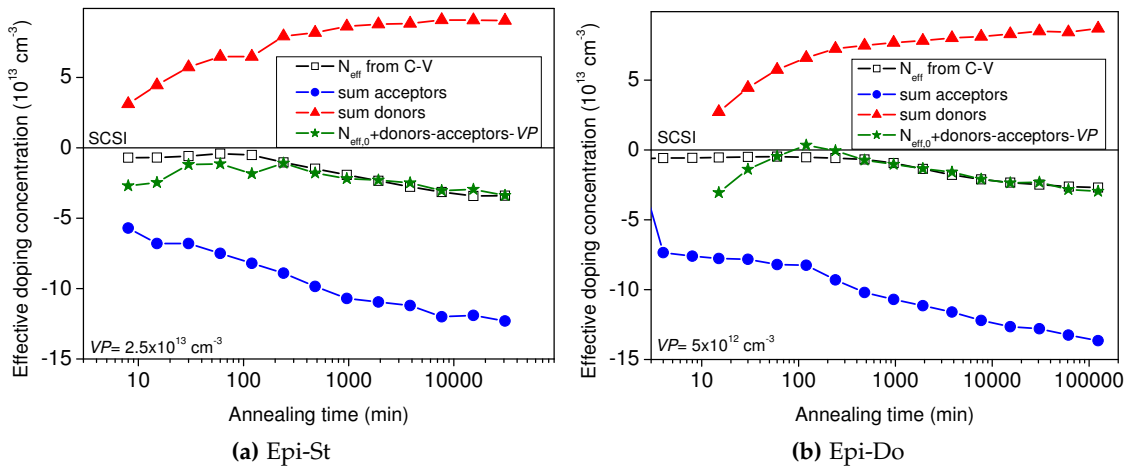 5
0
-5
-10
-15
Effective doping concentration (10^13 cm^-3)
N_eff from C-V
sum acceptors
sum donors
N_eff,0+donors-acceptors-VP
SCSI
VP= 2.5x10^13 cm^-3
10 100 1000 10000
Annealing time (min)
(a) Epi-St
5
0
-5
-10
-15
Effective doping concentration (10^13 cm^-3)
N_eff from C-V
sum acceptors
sum donors
N_eff,0+donors-acceptors-VP
SCSI
VP= 5x10^12 cm^-3
10 100 1000 10000 100000
Annealing time (min)
(b) Epi-Do